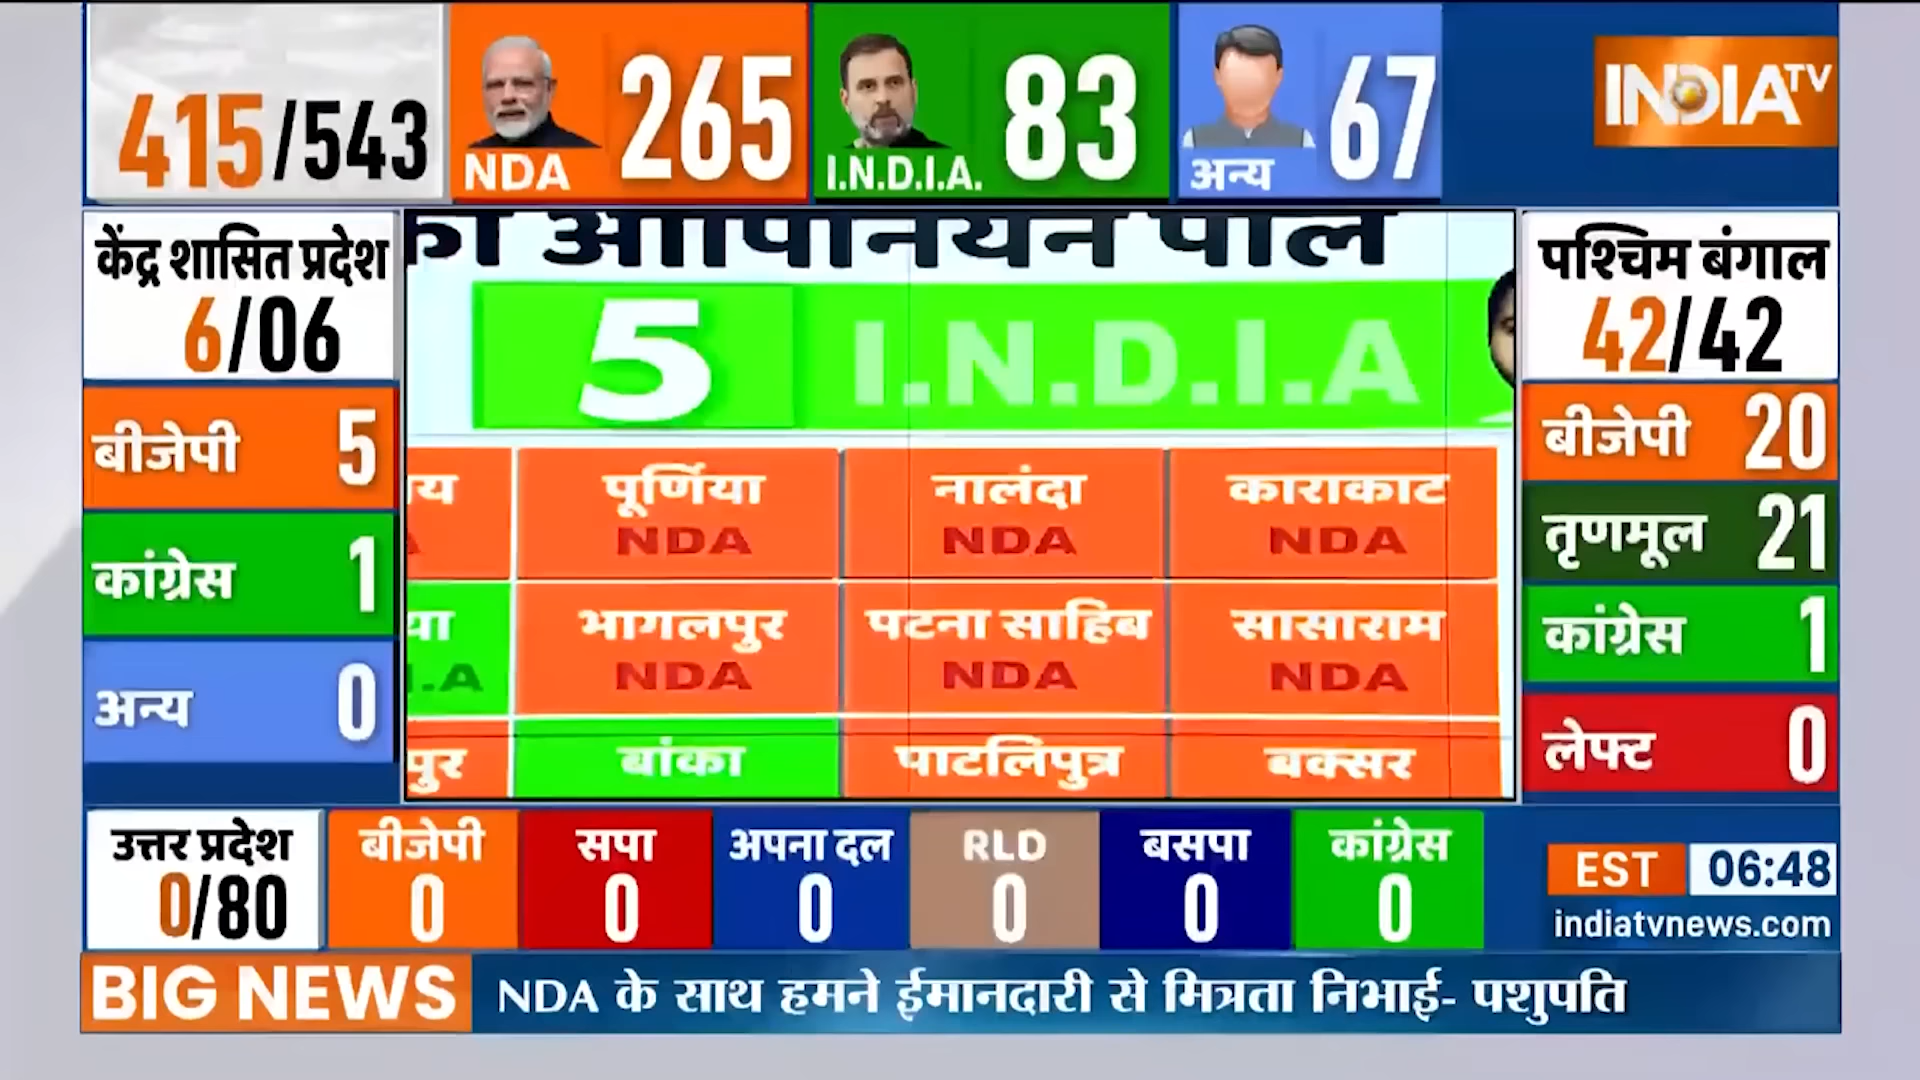 415/543
NDA 265
I.N.D.I.A. 83
अन्य 67
INDIA TV
केंद्र शासित प्रदेश
6/06
बीजेपी 5
कांग्रेस 1
अन्य 0
ओपिनियन पोल
5 I.N.D.I.A
पूर्णिया नालंदा काराकाट
NDA NDA NDA
भागलपुर पटना साहिब सासाराम
NDA NDA NDA
पुर बांका पाटलिपुत्र बक्सर
पश्चिम बंगाल
42/42
बीजेपी 20
तृणमूल 21
कांग्रेस 1
लेफ्ट 0
उत्तर प्रदेश
0/80
बीजेपी सपा अपना दल RLD बसपा कांग्रेस
0 0 0 0 0 0
EST 06:48
indiatvnews.com
BIG NEWS NDA के साथ हमने ईमानदारी से मित्रता निभाई- पशुपति